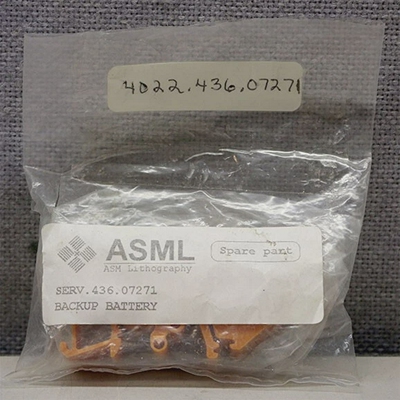 4022.436.07271
ASML
Spare part
ASM Lithography
SERV.436.07271
BACKUP BATTERY